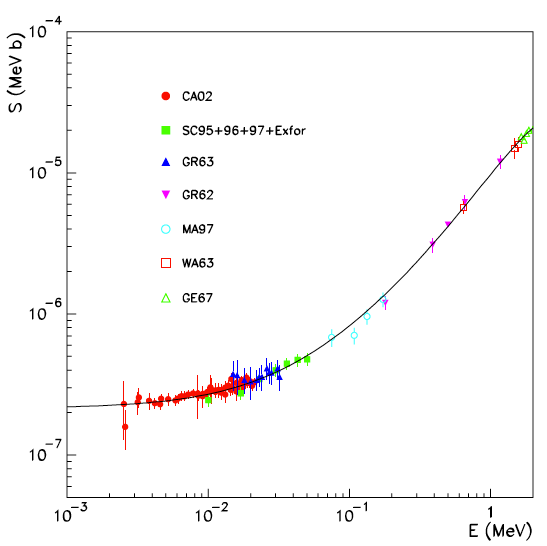 S (MeV b)
10⁻⁴
CA02
SC95+96+97+Exfor
GR63
10⁻⁵
GR62
MA97
WA63
GE67
10⁻⁶
10⁻⁷
10⁻³ 10⁻² 10⁻¹ 1
E (MeV)